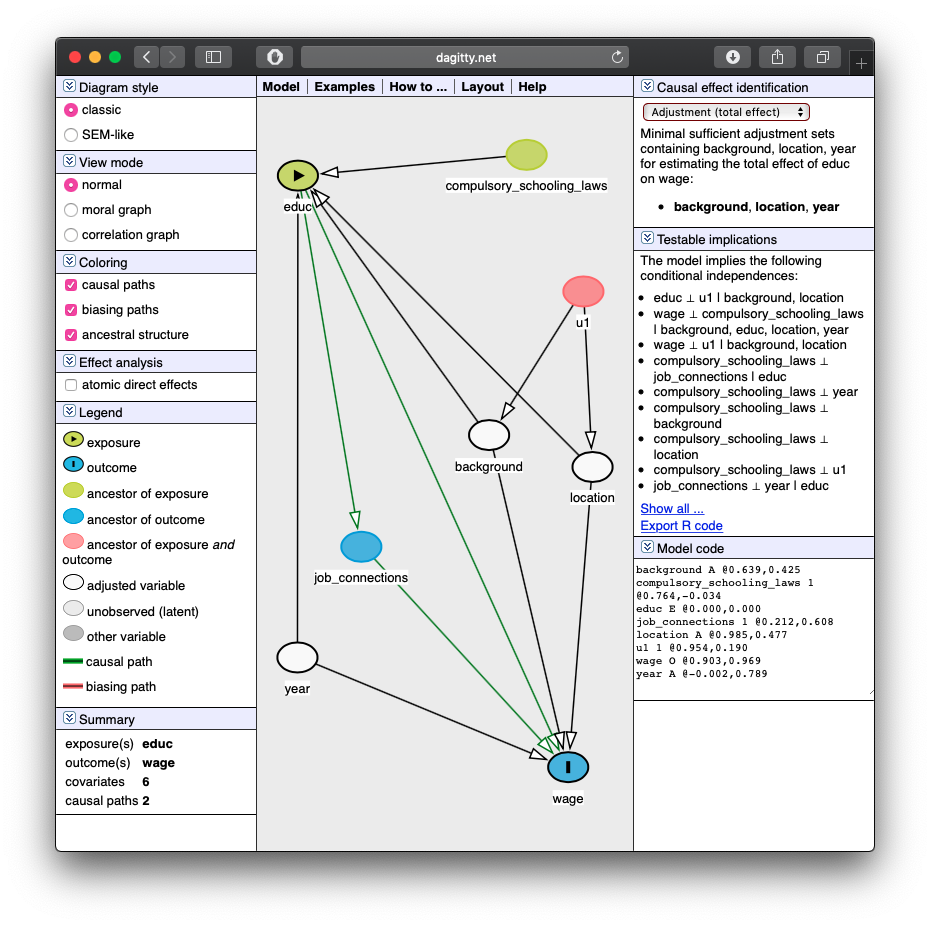 dagitty.net
Diagram style
classic
SEM-like
View mode
normal
moral graph
correlation graph
Coloring
causal paths
biasing paths
ancestral structure
Effect analysis
atomic direct effects
Legend
exposure
outcome
ancestor of exposure
ancestor of outcome
ancestor of exposure and
outcome
adjusted variable
unobserved (latent)
other variable
causal path
biasing path
Summary
exposure(s) educ
outcome(s) wage
covariates 6
causal paths 2
Model | Examples | How to ... | Layout | Help
compulsory_schooling_laws
educ
u1
background
location
job_connections
year
wage
Causal effect identification
Adjustment (total effect)
Minimal sufficient adjustment sets
containing background, location, year
for estimating the total effect of educ
on wage:
• background, location, year
Testable implications
The model implies the following
conditional independences:
• educ ⊥ u1 | background, location
• wage ⊥ compulsory_schooling_laws
| background, educ, location, year
• wage ⊥ u1 | background, location
• compulsory_schooling_laws ⊥
job_connections | educ
• compulsory_schooling_laws ⊥ year
• compulsory_schooling_laws ⊥
background
• compulsory_schooling_laws ⊥
location
• compulsory_schooling_laws ⊥ u1
• job_connections ⊥ year | educ
Show all ...
Export R code
Model code
background A @0.639,0.425
compulsory_schooling_laws 1
@0.764,-0.034
educ E @0.000,0.000
job_connections 1 @0.212,0.608
location A @0.985,0.477
u1 1 @0.954,0.190
wage O @0.903,0.969
year A @-0.002,0.789